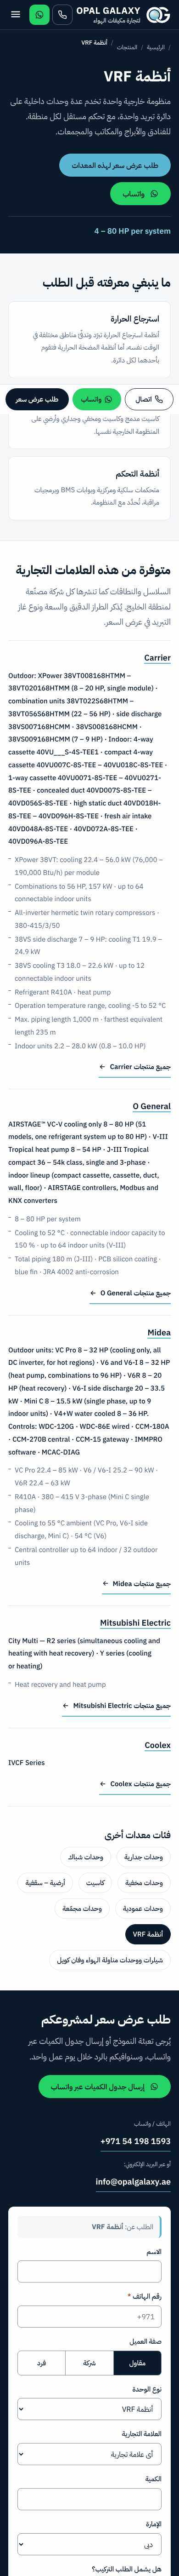 OPAL GALAXY
لتجارة مكيفات الهواء
الرئيسية / المنتجات / أنظمة VRF
أنظمة VRF
منظومة خارجية واحدة تخدم عدة وحدات داخلية على
دوائر تبريد واحدة، مع تحكم مستقل لكل منطقة.
للفنادق والأبراج والمكاتب والمجمعات.
طلب عرض سعر لهذه المعدات
واتساب
4 – 80 HP per system
ما ينبغي معرفته قبل الطلب
استرجاع الحرارة
أنظمة استرجاع الحرارة تبرّد وتدفّئ مناطق مختلفة في
الوقت نفسه، أما أنظمة المضخة الحرارية فتقوم
بأحدهما لكل دائرة.
اتصال
واتساب
طلب عرض سعر
كاسيت مدمج وكاسيت ومخفي وجداري وأرضي على
المنظومة الخارجية نفسها.
أنظمة التحكم
متحكمات سلكية ومركزية وبوابات BMS وبرمجيات
مراقبة، تُحدَّد مع المنظومة.
متوفرة من هذه العلامات التجارية
السلاسل والنطاقات كما تنشرها كل شركة مصنّعة
لمنطقة الخليج. يُذكر الطراز الدقيق والسعة ونوع غاز
التبريد في عرض السعر.
Carrier
Outdoor: XPower 38VT008168HTMM –
38VT020168HTMM (8 – 20 HP, single module) ·
combination units 38VT022S68HTMM –
38VT056S68HTMM (22 – 56 HP) · side discharge
38VS007168HCMM · 38VS008168HCMM ·
38VS009168HCMM (7 – 9 HP) · Indoor: 4-way
cassette 40VU___S-4S-TEE1 · compact 4-way
cassette 40VU007C-8S-TEE – 40VU018C-8S-TEE ·
1-way cassette 40VU0071-8S-TEE – 40VU0271-
8S-TEE · concealed duct 40VD007S-8S-TEE –
40VD056S-8S-TEE · high static duct 40VD018H-
8S-TEE – 40VD096H-8S-TEE · fresh air intake
40VD048A-8S-TEE · 40VD072A-8S-TEE ·
40VD096A-8S-TEE
XPower 38VT: cooling 22.4 – 56.0 kW (76,000 –
190,000 Btu/h) per module
Combinations to 56 HP, 157 kW · up to 64
connectable indoor units
All-inverter hermetic twin rotary compressors ·
380-415/3/50
38VS side discharge 7 – 9 HP: cooling T1 19.9 –
24.9 kW
38VS cooling T3 18.0 – 22.6 kW · up to 12
connectable indoor units
Refrigerant R410A · heat pump
Operation temperature range, cooling -5 to 52 °C
Max. piping length 1,000 m · farthest equivalent
length 235 m
Indoor units 2.2 – 28.0 kW (0.8 – 10.0 HP)
جميع منتجات Carrier ←
O General
AIRSTAGE™ VC-V cooling only 8 – 80 HP (51
models, one refrigerant system up to 80 HP) · V-III
Tropical heat pump 8 – 54 HP · J-III Tropical
compact 36 – 54k class, single and 3-phase ·
indoor lineup (compact cassette, cassette, duct,
wall, floor) · AIRSTAGE controllers, Modbus and
KNX converters
8 – 80 HP per system
Cooling to 52 °C · connectable indoor capacity to
150 % · up to 64 indoor units (V-III)
Total piping 180 m (J-III) · PCB silicon coating ·
blue fin · JRA 4002 anti-corrosion
جميع منتجات O General ←
Midea
Outdoor units: VC Pro 8 – 32 HP (cooling only, all
DC inverter, for hot regions) · V6 and V6-I 8 – 32 HP
(heat pump, combinations to 96 HP) · V6R 8 – 20
HP (heat recovery) · V6-I side discharge 20 – 33.5
kW · Mini C 8 – 15.5 kW (single phase, up to 9
indoor units) · V4+W water cooled 8 – 36 HP.
Controls: WDC-120G · WDC-86E wired · CCM-180A
· CCM-270B central · CCM-15 gateway · IMMPRO
software · MCAC-DIAG
VC Pro 22.4 – 85 kW · V6 / V6-I 25.2 – 90 kW ·
V6R 22.4 – 63 kW
R410A · 380 – 415 V 3-phase (Mini C single
phase)
Cooling to 55 °C ambient (VC Pro, V6-I side
discharge, Mini C) · 54 °C (V6)
Central controller up to 64 indoor / 32 outdoor
units
جميع منتجات Midea ←
Mitsubishi Electric
City Multi — R2 series (simultaneous cooling and
heating with heat recovery) · Y series (cooling
or heating)
Heat recovery and heat pump
جميع منتجات Mitsubishi Electric ←
Coolex
IVCF Series
جميع منتجات Coolex ←
فئات معدات أخرى
وحدات جدارية
وحدات شباك
وحدات مخفية
كاسيت
أرضية – سقفية
وحدات عمودية
وحدات مجمّعة
أنظمة VRF
شيلرات ووحدات مناولة الهواء وفان كويل
طلب عرض سعر لمشروعكم
يُرجى تعبئة النموذج أو إرسال جدول الكميات عبر
واتساب، وسنوافيكم بالرد خلال يوم عمل واحد.
إرسال جدول الكميات عبر واتساب
الهاتف / واتساب
+971 54 198 1593
أو عبر البريد الإلكتروني:
info@opalgalaxy.ae
الطلب عن: أنظمة VRF
الاسم
رقم الهاتف *
+971
صفة العميل
مقاول
شركة
فرد
نوع الوحدة
أنظمة VRF
العلامة التجارية
أي علامة تجارية
الكمية
الإمارة
دبي
هل يشمل الطلب التركيب؟